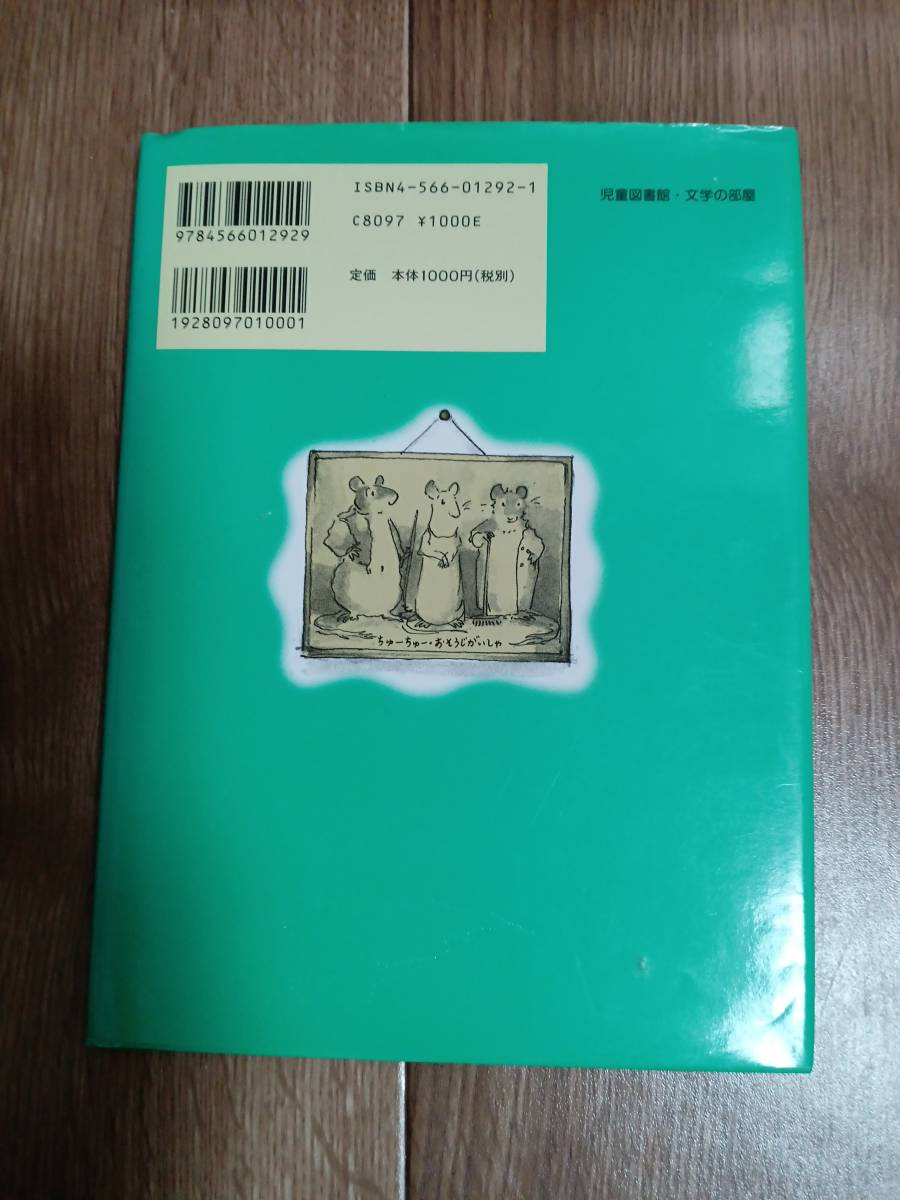 ISBN4-566-01292-1
9784566012929
C8097 ¥1000E
定価 本体1000円(税別)
1928097010001
児童図書館・文学の部屋
ちゅーちゅー・おそうじがいしゃ